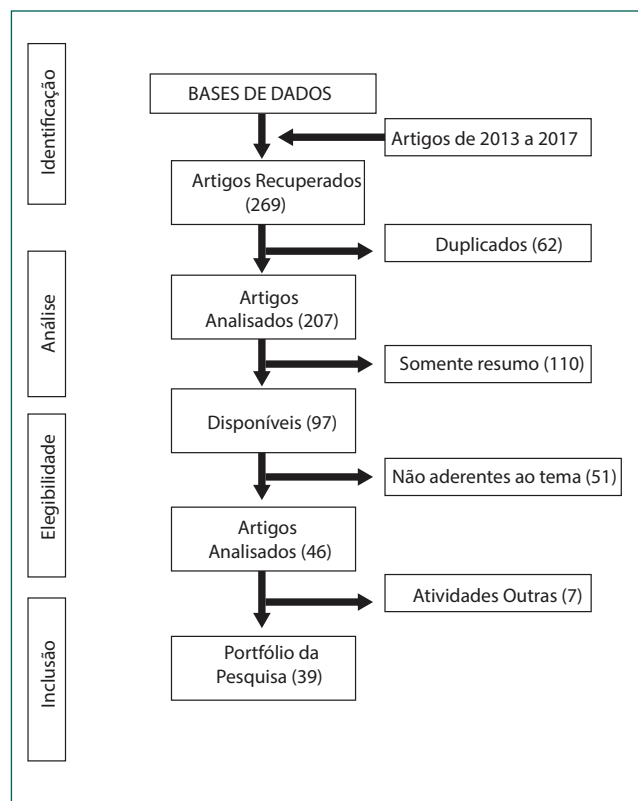 Identificação
BASES DE DADOS
Artigos de 2013 a 2017
Artigos Recuperados
(269)
Duplicados (62)
Análise
Artigos
Analisados (207)
Somente resumo (110)
Disponíveis (97)
Elegibilidade
Não aderentes ao tema (51)
Artigos
Analisados (46)
Atividades Outras (7)
Inclusão
Portfólio da
Pesquisa (39)